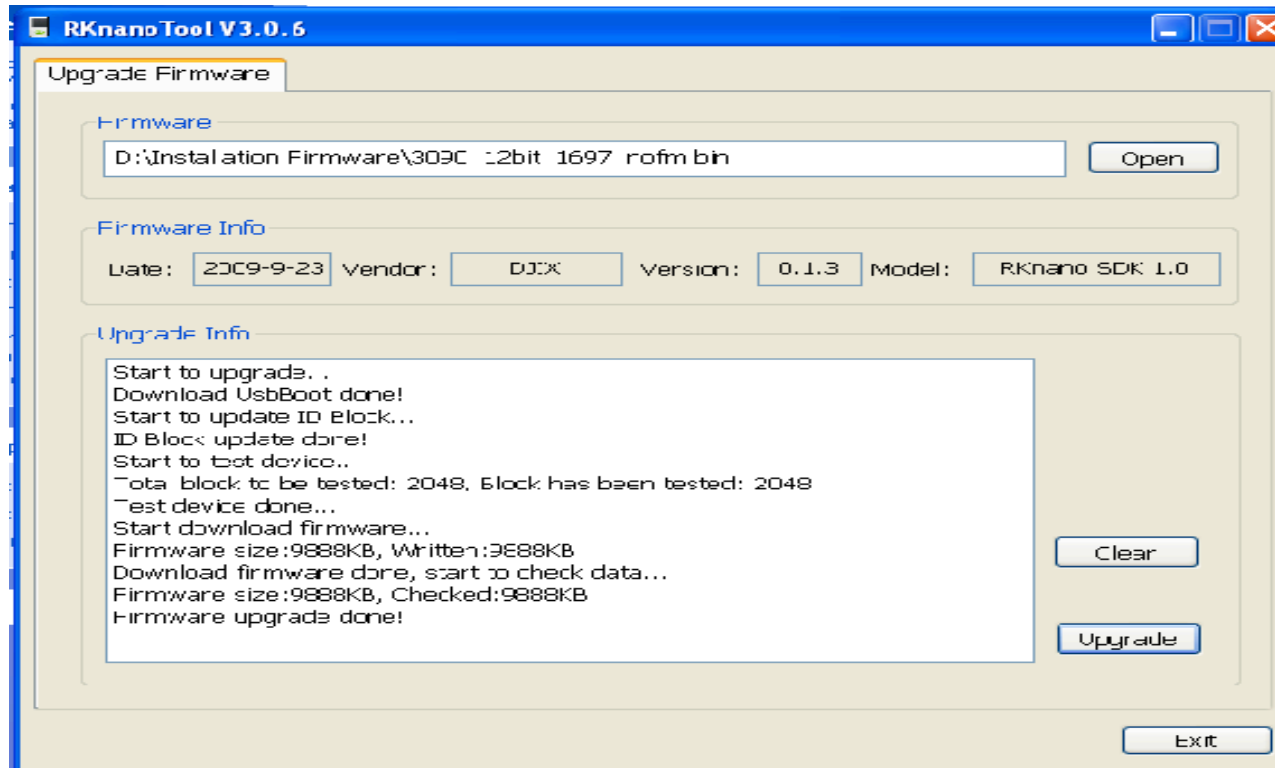 RKnanoTool V3.0.6
Upgrade Firmware
Firmware
D:\Installation Firmware\3090_12bit_1697_nofm.bin
Open
Firmware Info
Date: 2009-9-23 Vendor: Version: 0.1.3 Model: RKnano SDK 1.0
Upgrade Info
Start to upgrade...
Download UsbBoot done!
Start to update ID Block...
ID Block update done!
Start to test device...
Total block to be tested: 2048, Block has been tested: 2048
Test device done...
Start download firmware...
Firmware size:9888KB, Written:9888KB
Download firmware done, start to check data...
Firmware size:9888KB, Checked:9888KB
Firmware upgrade done!
Clear
Upgrade
Exit